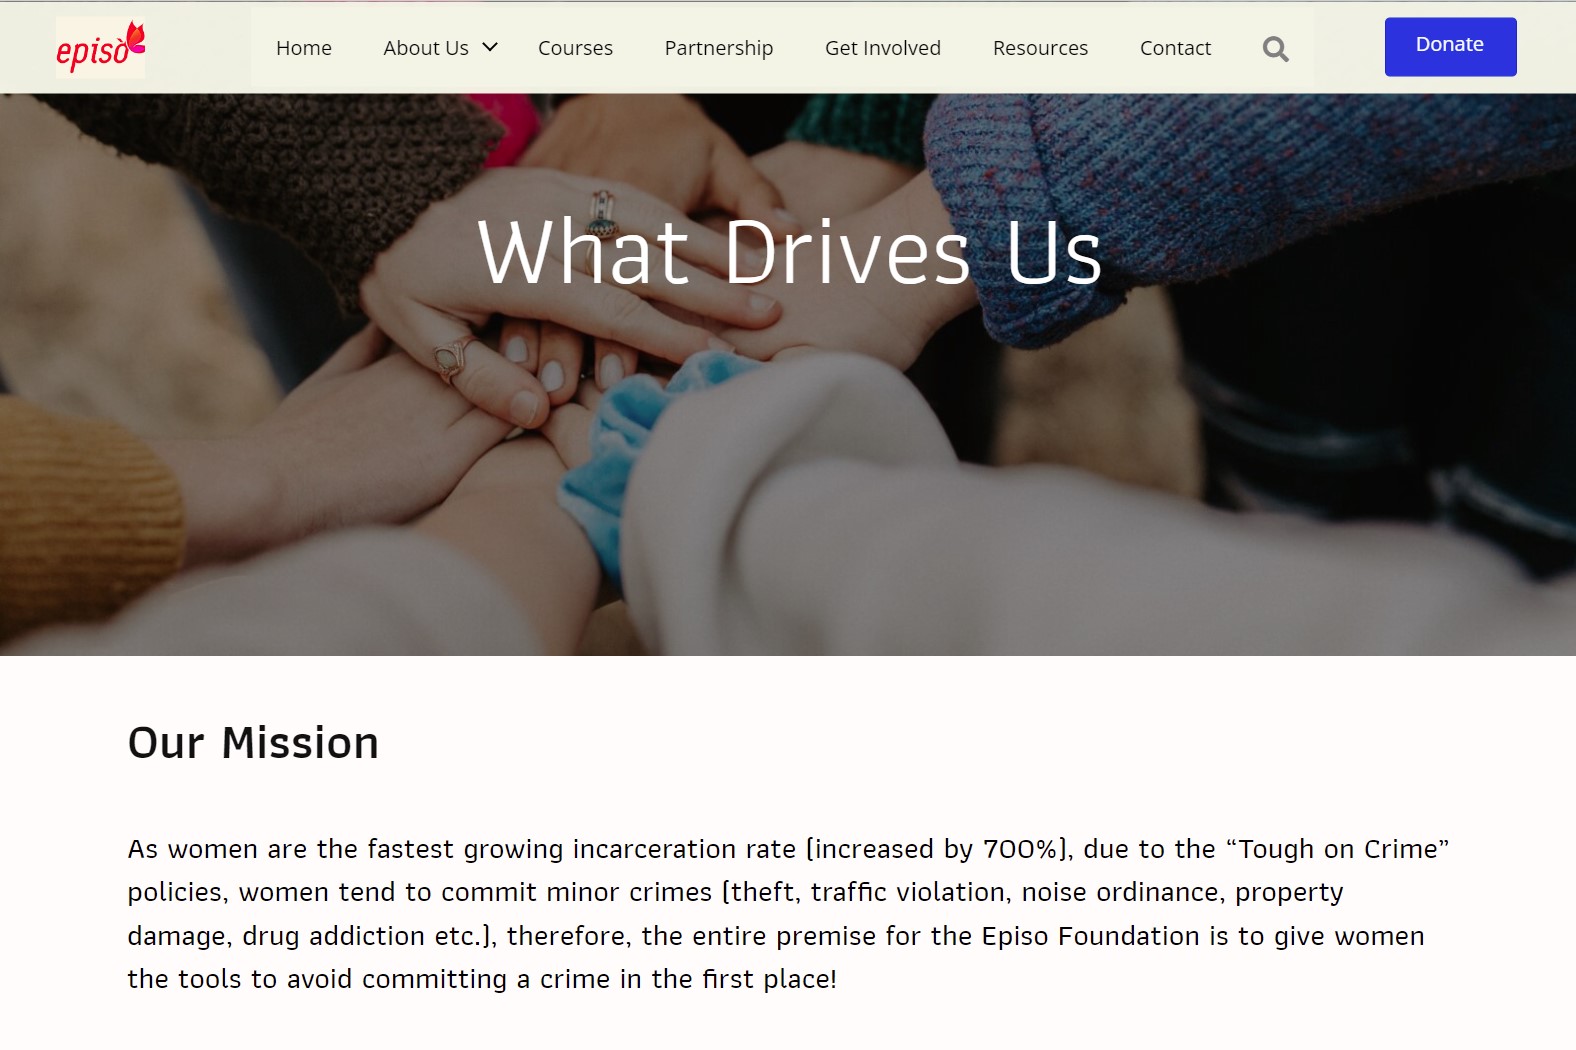 episò
Home About Us Courses Partnership Get Involved Resources Contact Donate
What Drives Us
Our Mission
As women are the fastest growing incarceration rate (increased by 700%), due to the “Tough on Crime”
policies, women tend to commit minor crimes (theft, traffic violation, noise ordinance, property
damage, drug addiction etc.), therefore, the entire premise for the Episo Foundation is to give women
the tools to avoid committing a crime in the first place!